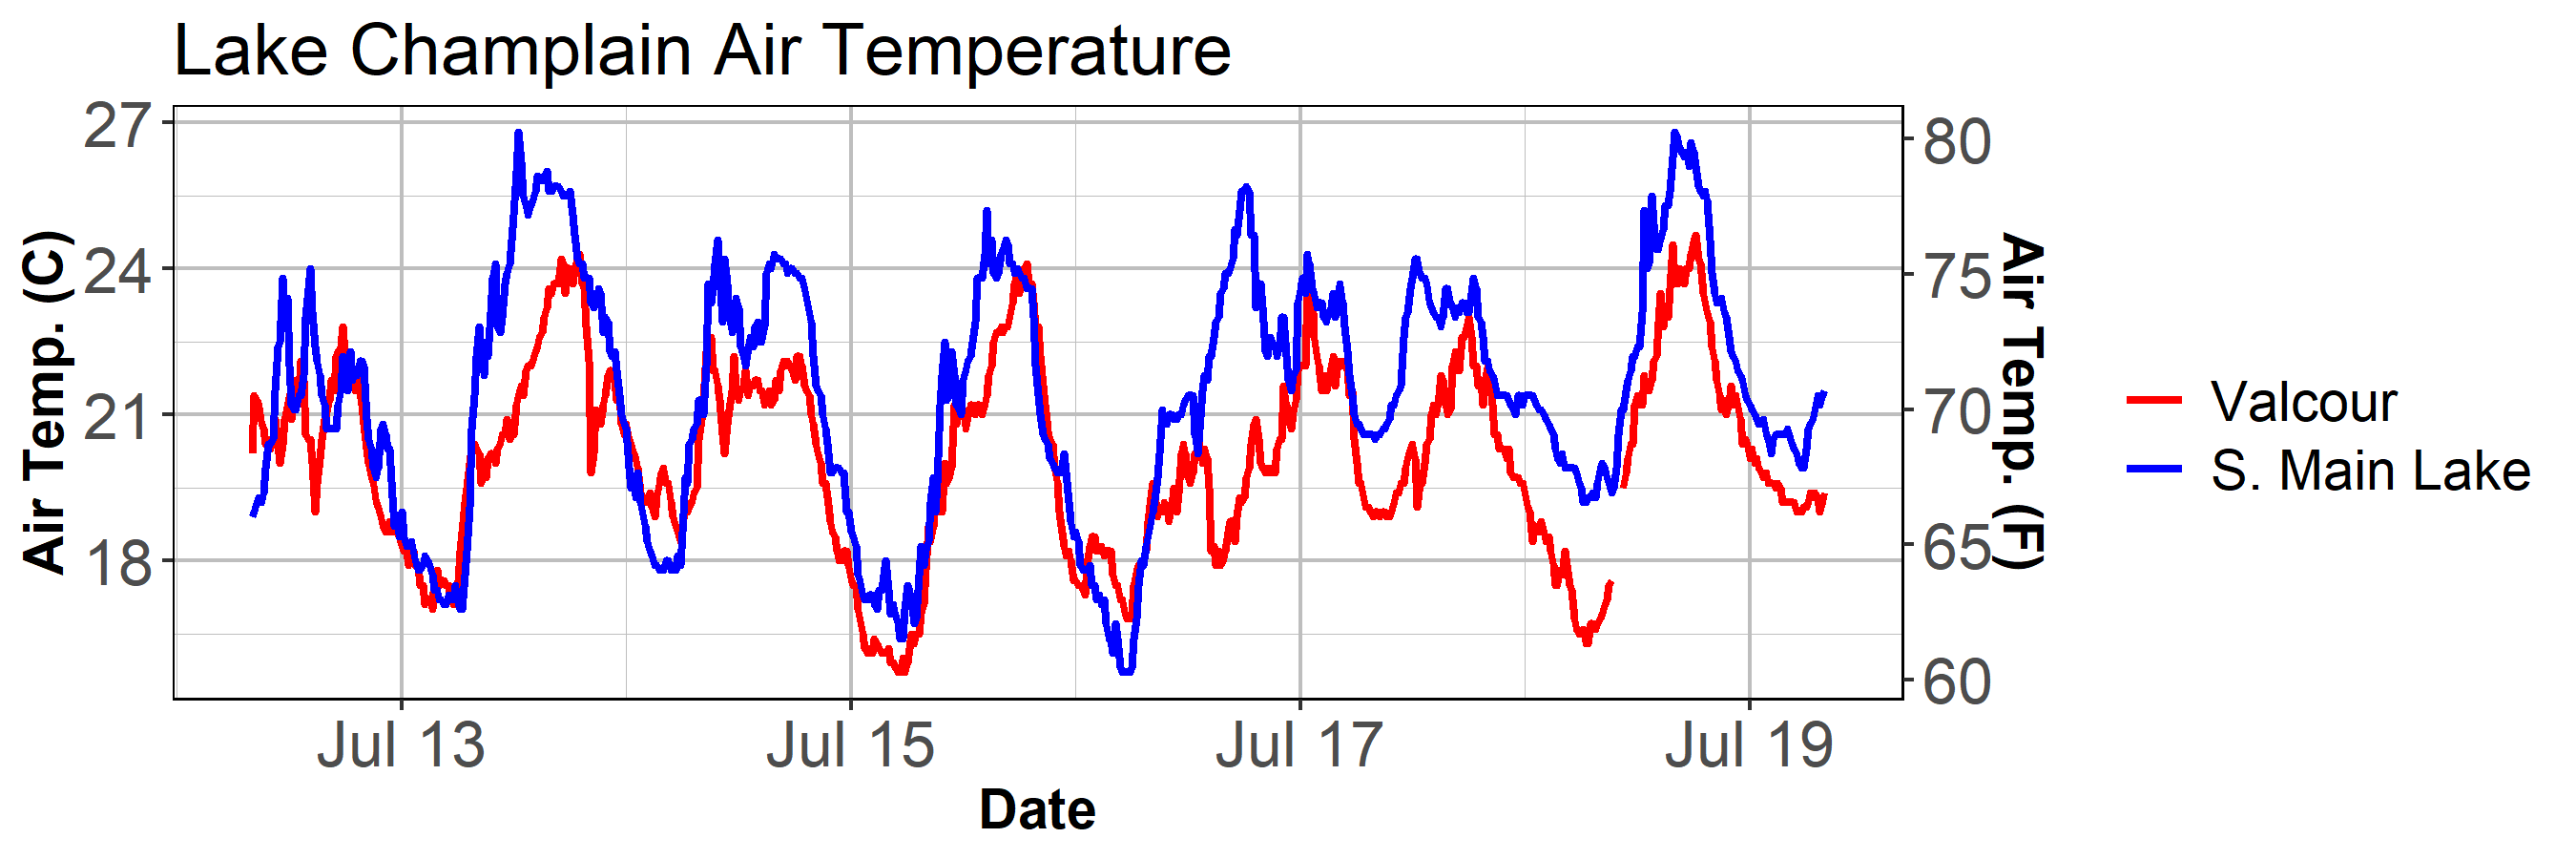 Lake Champlain Air Temperature
Air Temp. (C)
27
24
21
18
80
75
70
65
60
Air Temp. (F)
Jul 13
Jul 15
Jul 17
Jul 19
Date
Valcour
S. Main Lake